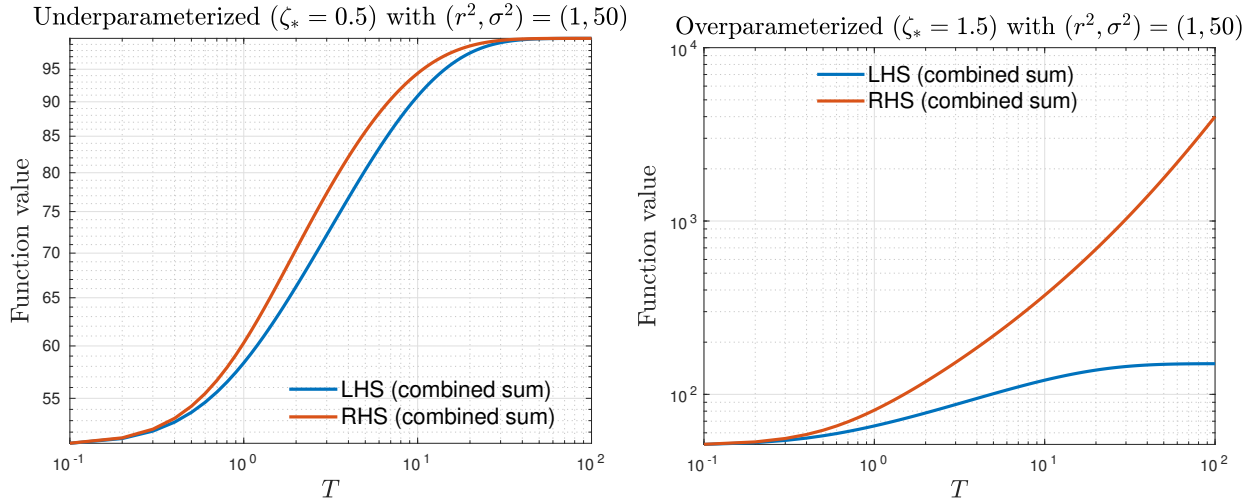 Underparameterized (ζ* = 0.5) with (r², σ²) = (1, 50)
Function value
95
90
85
80
75
70
65
60
55
LHS (combined sum)
RHS (combined sum)
10⁻¹ 10⁰ 10¹ 10²
T
Overparameterized (ζ* = 1.5) with (r², σ²) = (1, 50)
Function value
10⁴
10³
10²
LHS (combined sum)
RHS (combined sum)
10⁻¹ 10⁰ 10¹ 10²
T